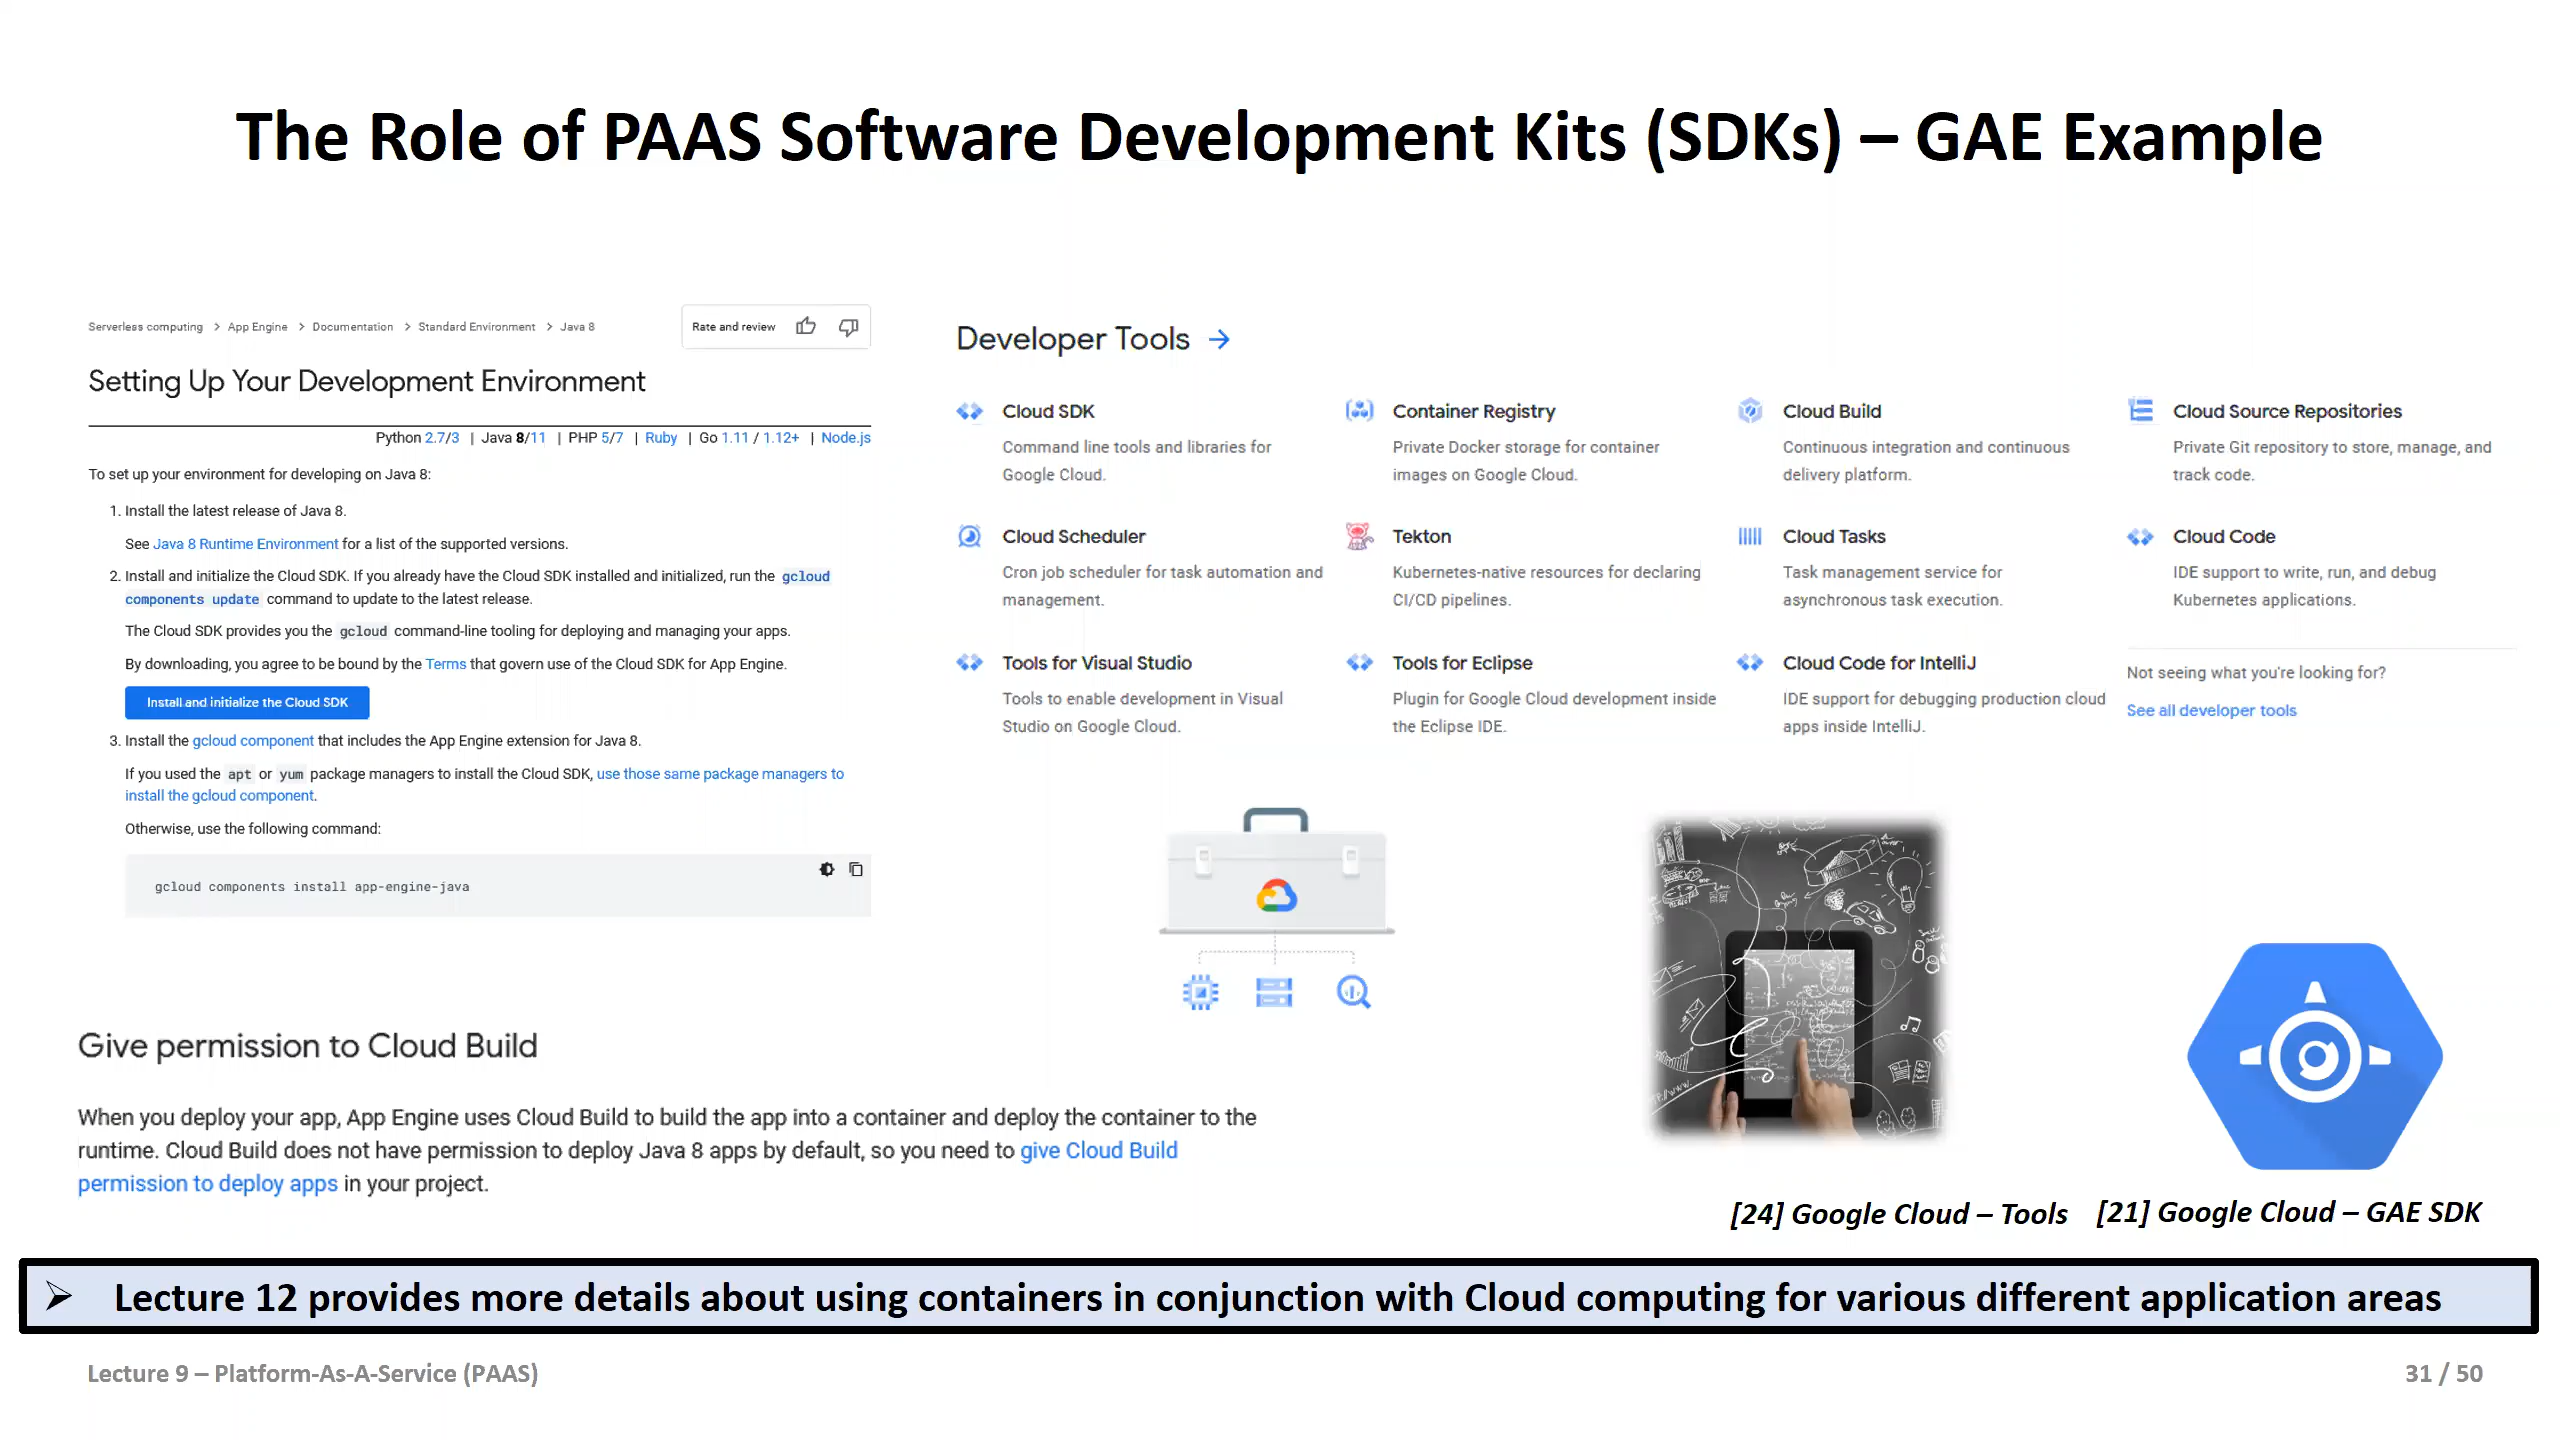 The Role of PAAS Software Development Kits (SDKs) – GAE Example
Serverless computing > App Engine > Documentation > Standard Environment > Java 8
Rate and review
Setting Up Your Development Environment
Python 2.7/3 | Java 8/11 | PHP 5/7 | Ruby | Go 1.11 / 1.12+ | Node.js
To set up your environment for developing on Java 8:
1. Install the latest release of Java 8.
See Java 8 Runtime Environment for a list of the supported versions.
2. Install and initialize the Cloud SDK. If you already have the Cloud SDK installed and initialized, run the gcloud
components update command to update to the latest release.
The Cloud SDK provides you the gcloud command-line tooling for deploying and managing your apps.
By downloading, you agree to be bound by the Terms that govern use of the Cloud SDK for App Engine.
Install and initialize the Cloud SDK
3. Install the gcloud component that includes the App Engine extension for Java 8.
If you used the apt or yum package managers to install the Cloud SDK, use those same package managers to
install the gcloud component.
Otherwise, use the following command:
gcloud components install app-engine-java
Developer Tools →
Cloud SDK
Command line tools and libraries for
Google Cloud.
Container Registry
Private Docker storage for container
images on Google Cloud.
Cloud Build
Continuous integration and continuous
delivery platform.
Cloud Source Repositories
Private Git repository to store, manage, and
track code.
Cloud Scheduler
Cron job scheduler for task automation and
management.
Tekton
Kubernetes-native resources for declaring
CI/CD pipelines.
Cloud Tasks
Task management service for
asynchronous task execution.
Cloud Code
IDE support to write, run, and debug
Kubernetes applications.
Tools for Visual Studio
Tools to enable development in Visual
Studio on Google Cloud.
Tools for Eclipse
Plugin for Google Cloud development inside
the Eclipse IDE.
Cloud Code for IntelliJ
IDE support for debugging production cloud
apps inside IntelliJ.
Not seeing what you're looking for?
See all developer tools
Give permission to Cloud Build
When you deploy your app, App Engine uses Cloud Build to build the app into a container and deploy the container to the
runtime. Cloud Build does not have permission to deploy Java 8 apps by default, so you need to give Cloud Build
permission to deploy apps in your project.
[24] Google Cloud – Tools
[21] Google Cloud – GAE SDK
➢ Lecture 12 provides more details about using containers in conjunction with Cloud computing for various different application areas
Lecture 9 – Platform-As-A-Service (PAAS)
31 / 50